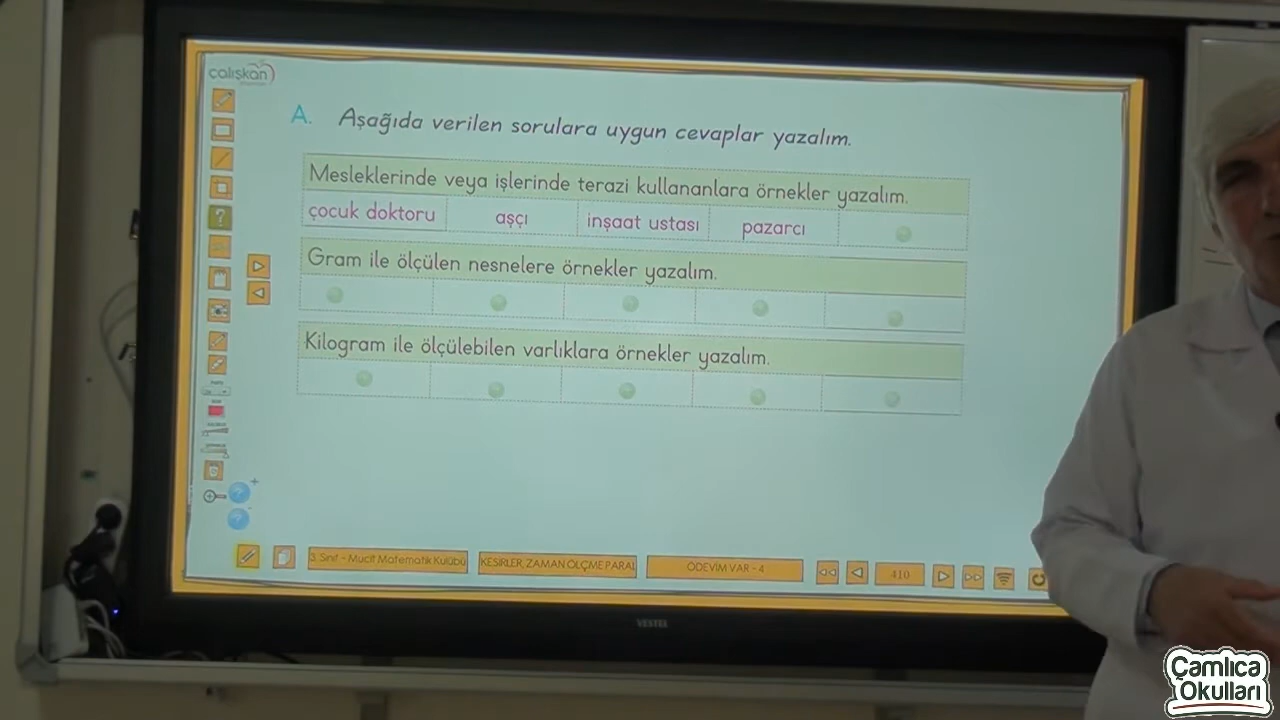 çalışkan
A. Aşağıda verilen sorulara uygun cevaplar yazalım.
Mesleklerinde veya işlerinde terazi kullananlara örnekler yazalım.
çocuk doktoru aşçı inşaat ustası pazarcı
Gram ile ölçülen nesnelere örnekler yazalım.
Kilogram ile ölçülebilen varlıklara örnekler yazalım.
3. Sınıf - Mucit Matematik Kulübü KESİRLER, ZAMAN ÖLÇME PARAL ÖDEVİM VAR - 4 410
VESTEL
Çamlıca
Okulları